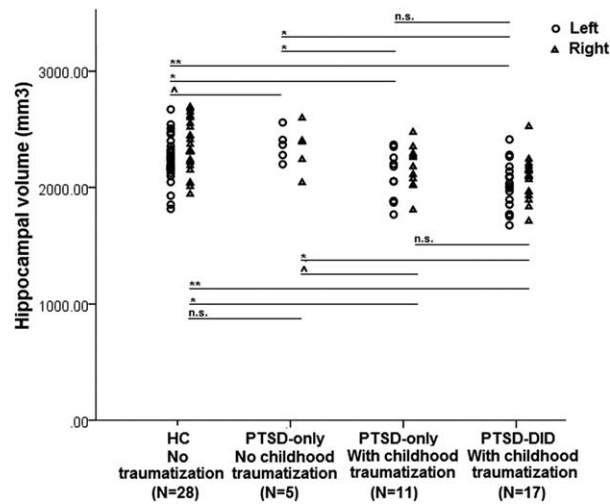 n.s.
*
*
**
*
^
Left
Right
3000.00
2000.00
1000.00
.00
Hippocampal volume (mm3)
n.s.
*
^
**
*
n.s.
HC
No
traumatization
(N=28)
PTSD-only
No childhood
traumatization
(N=5)
PTSD-only
With childhood
traumatization
(N=11)
PTSD-DID
With childhood
traumatization
(N=17)